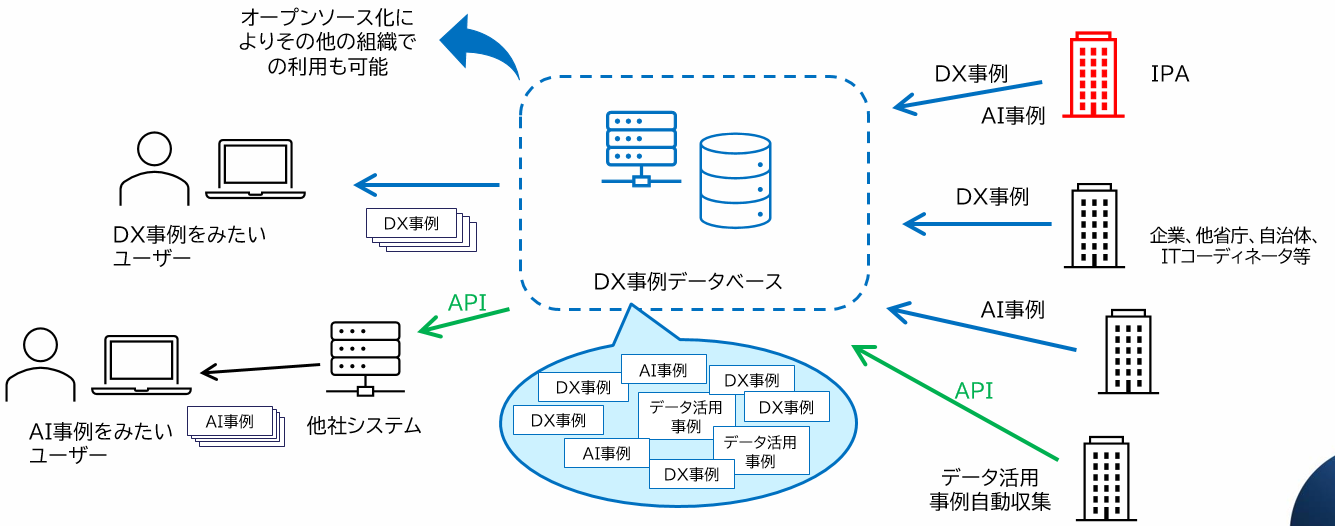 オープンソース化に
よりその他の組織で
の利用も可能
DX事例
AI事例
IPA
DX事例
企業、他省庁、自治体、
ITコーディネータ等
DX事例
DX事例をみたい
ユーザー
DX事例データベース
API
AI事例
API
AI事例をみたい
ユーザー
AI事例
他社システム
AI事例
DX事例
DX事例
DX事例
データ活用
事例
DX事例
AI事例
データ活用
事例
DX事例
データ活用
事例自動収集